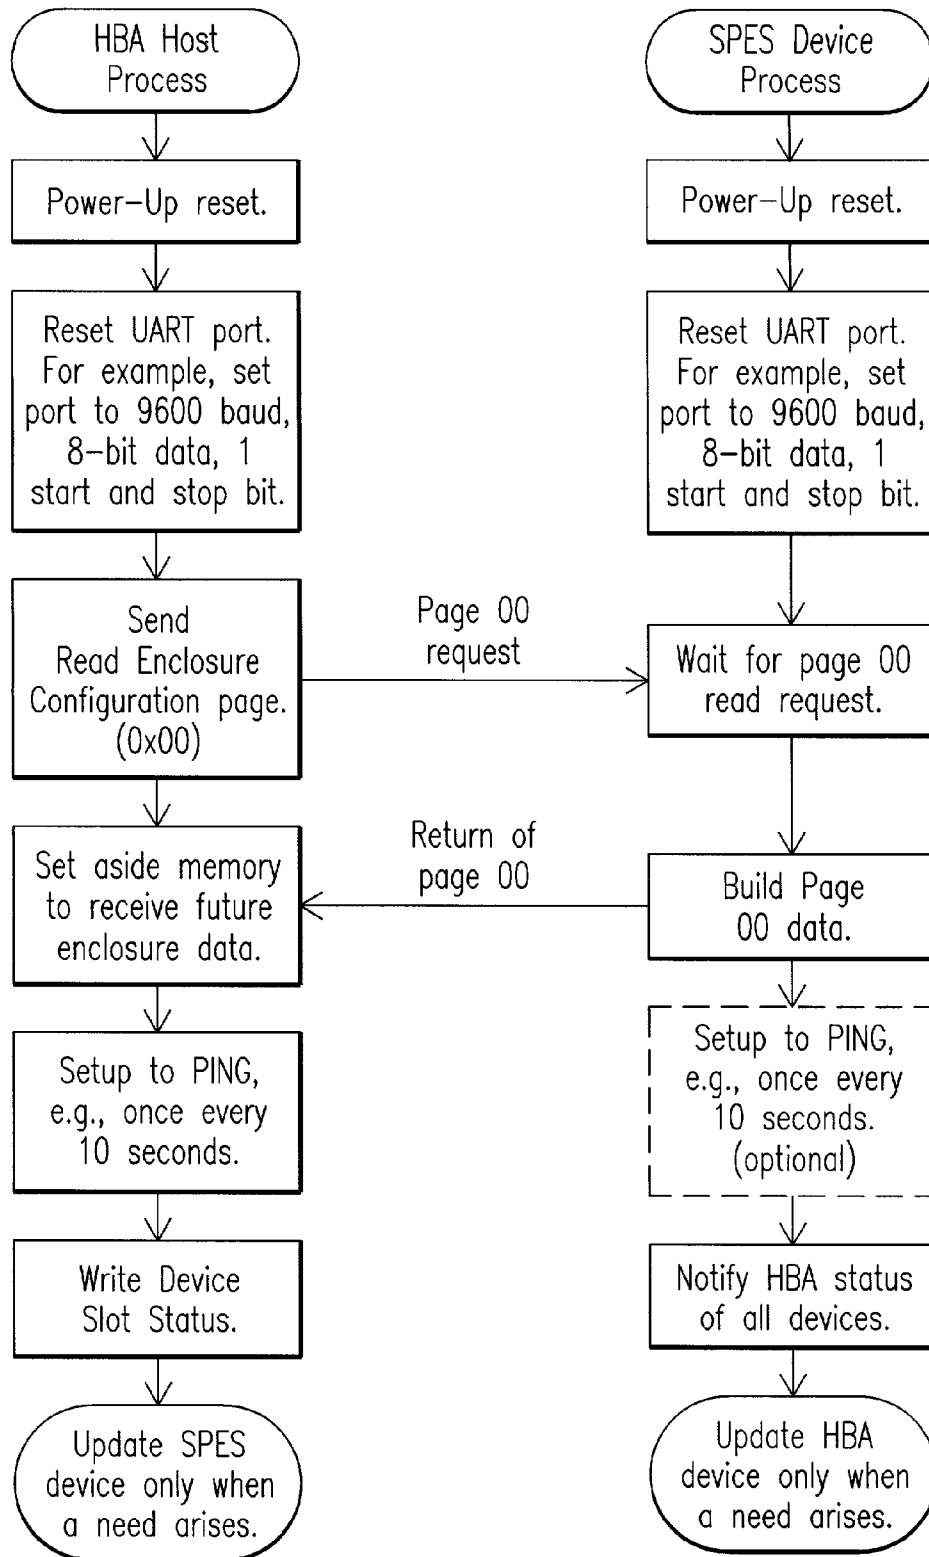 HBA Host
Process
Power-Up reset.
Reset UART port.
For example, set
port to 9600 baud,
8-bit data, 1
start and stop bit.
Send
Read Enclosure
Configuration page.
(0x00)
Set aside memory
to receive future
enclosure data.
Setup to PING,
e.g., once every
10 seconds.
Write Device
Slot Status.
Update SPES
device only when
a need arises.
Page 00
request
Return of
page 00
SPES Device
Process
Power-Up reset.
Reset UART port.
For example, set
port to 9600 baud,
8-bit data, 1
start and stop bit.
Wait for page 00
read request.
Build Page
00 data.
Setup to PING,
e.g., once every
10 seconds.
(optional)
Notify HBA status
of all devices.
Update HBA
device only when
a need arises.